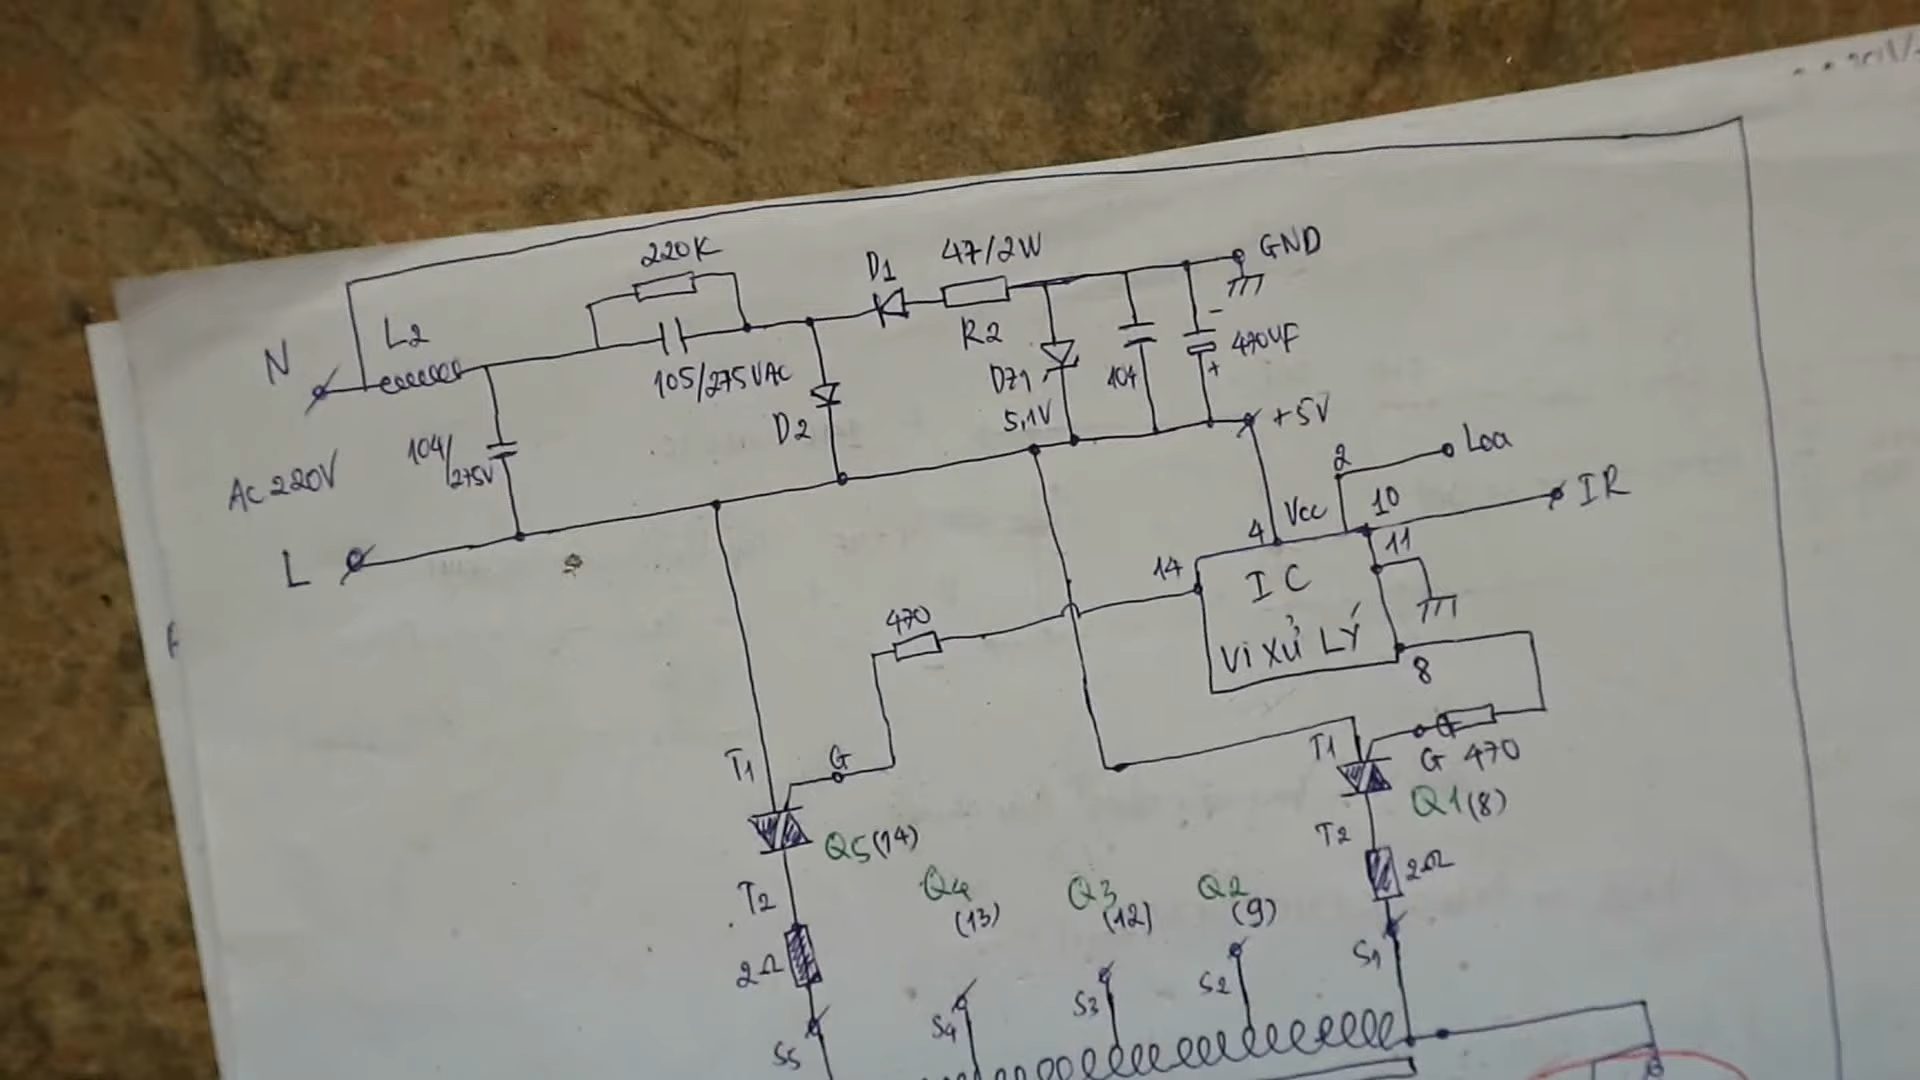 220K
D1
47/2W
GND
N
L2
105/275VAC
D2
R2
DZ1
5,1V
104
-
470UF
+
+5V
104/
275V
AC 220V
L
2
Loa
10
IR
4
Vcc
11
14
IC
VI XỬ LÝ
8
470
T1
G
Q5(14)
T2
2Ω
S5
Q4
(13)
S4
Q3
(12)
S3
Q2
(9)
S2
T1
G 470
Q1(8)
T2
2Ω
S1